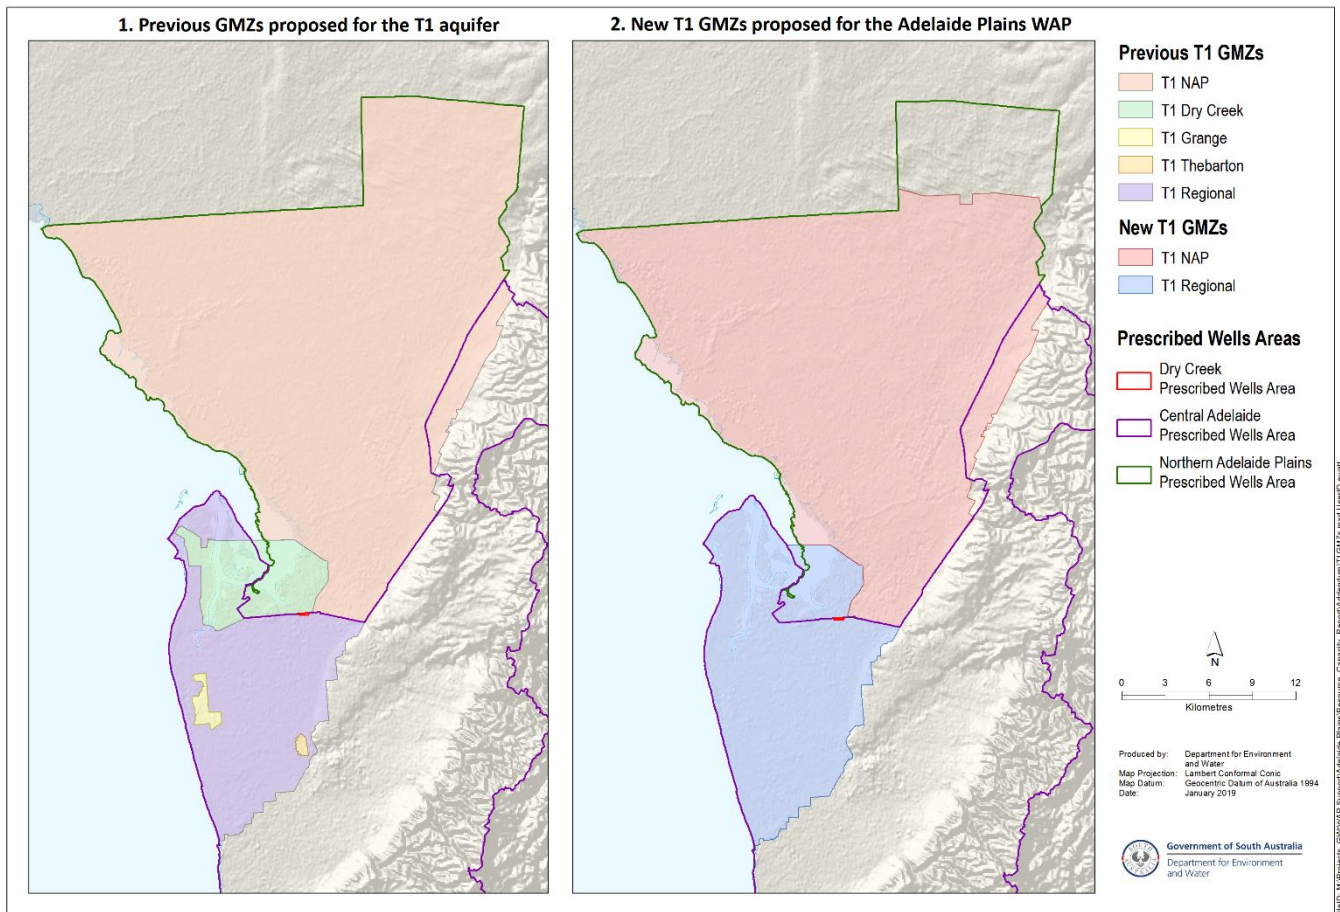 1. Previous GMZs proposed for the T1 aquifer
2. New T1 GMZs proposed for the Adelaide Plains WAP
Previous T1 GMZs
T1 NAP
T1 Dry Creek
T1 Grange
T1 Thebarton
T1 Regional
New T1 GMZs
T1 NAP
T1 Regional
Prescribed Wells Areas
Dry Creek
Prescribed Wells Area
Central Adelaide
Prescribed Wells Area
Northern Adelaide Plains
Prescribed Wells Area
N
0 3 6 9 12
Kilometres
Produced by: Department for Environment
and Water
Map Projection: Lambert Conformal Conic
Map Datum: Geocentric Datum of Australia 1994
Date: January 2019
SOUTH
AUSTRALIA
Government of South Australia
Department for Environment
and Water